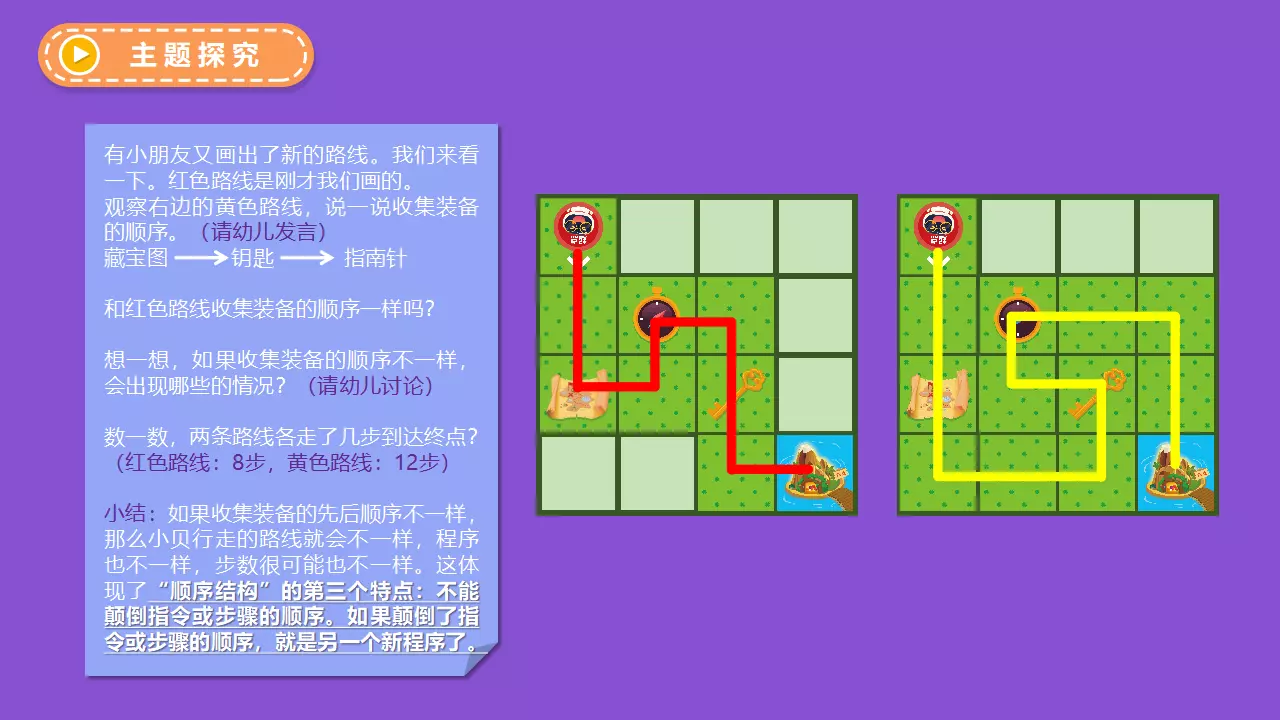 主题探究
有小朋友又画出了新的路线。我们来看
一下。红色路线是刚才我们画的。
观察右边的黄色路线，说一说收集装备
的顺序。（请幼儿发言）
藏宝图 钥匙 指南针
和红色路线收集装备的顺序一样吗？
想一想，如果收集装备的顺序不一样，
会出现哪些的情况？（请幼儿讨论）
数一数，两条路线各走了几步到达终点？
（红色路线：8步，黄色路线：12步）
小结：如果收集装备的先后顺序不一样，
那么小贝行走的路线就会不一样，程序
也不一样，步数很可能也不一样。这体
现了“顺序结构”的第三个特点：不能
颠倒指令或步骤的顺序。如果颠倒了指
令或步骤的顺序，就是另一个新程序了。